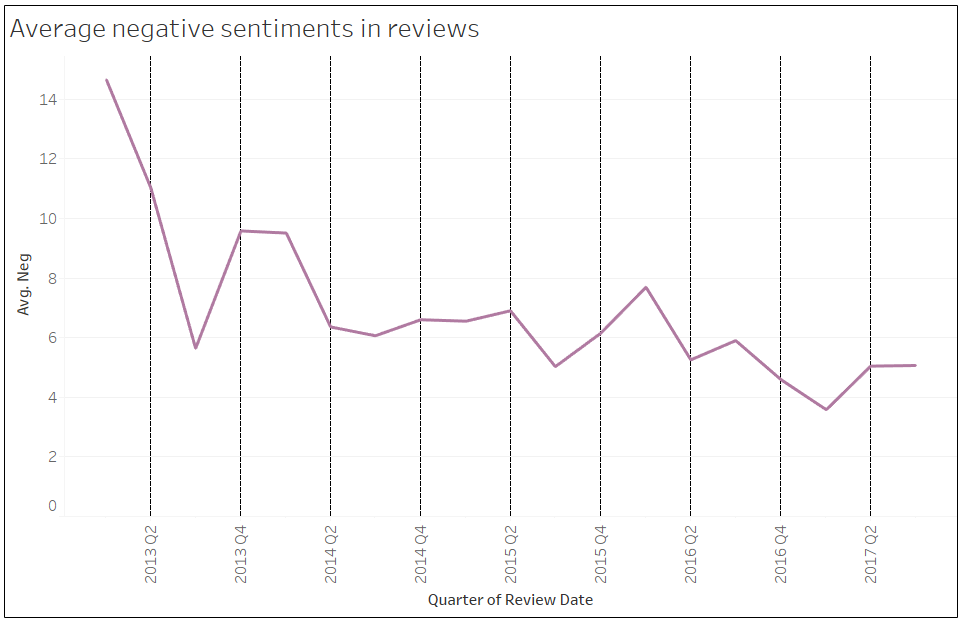 Average negative sentiments in reviews
14
12
10
8
6
4
2
0
Avg. Neg
2013 Q2
2013 Q4
2014 Q2
2014 Q4
2015 Q2
2015 Q4
2016 Q2
2016 Q4
2017 Q2
Quarter of Review Date